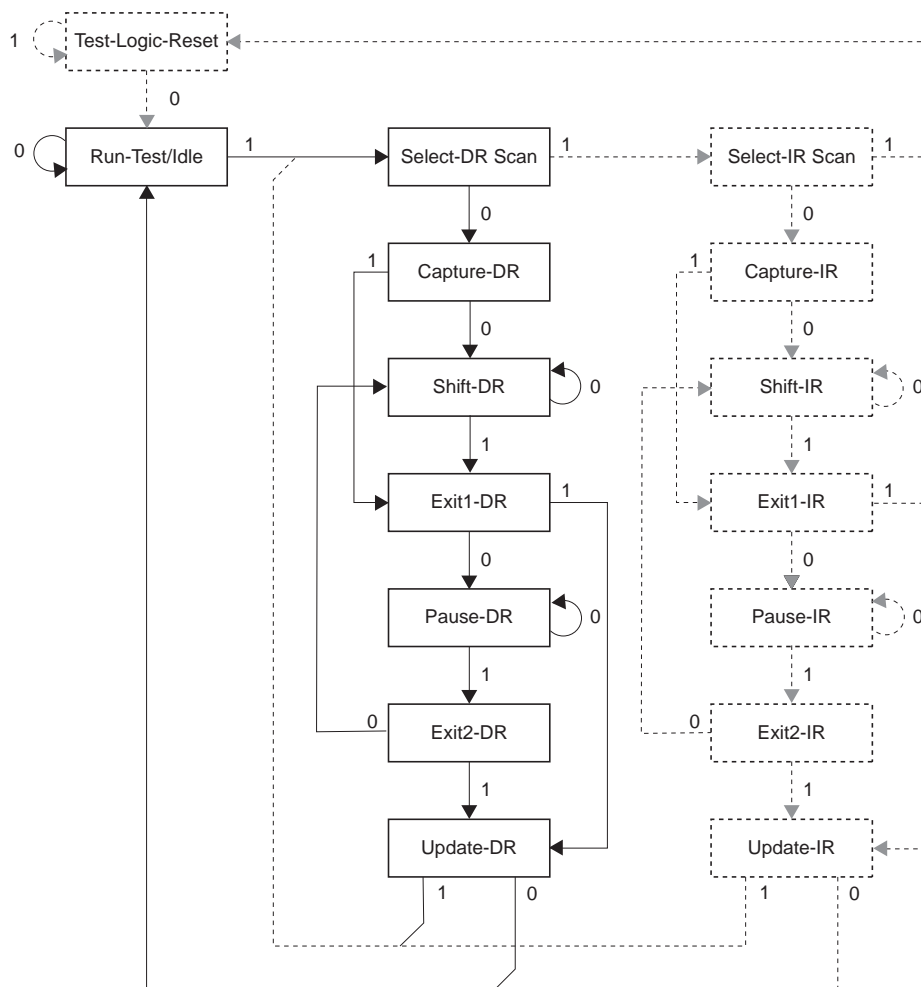 1 Test-Logic-Reset
0
0 Run-Test/Idle 1 Select-DR Scan 1 Select-IR Scan 1
0 0
1 Capture-DR 1 Capture-IR
0 0
Shift-DR 0 Shift-IR 0
1 1
Exit1-DR 1 Exit1-IR 1
0 0
Pause-DR 0 Pause-IR 0
1 1
0 Exit2-DR 0 Exit2-IR
1 1
Update-DR Update-IR
1 0 1 0